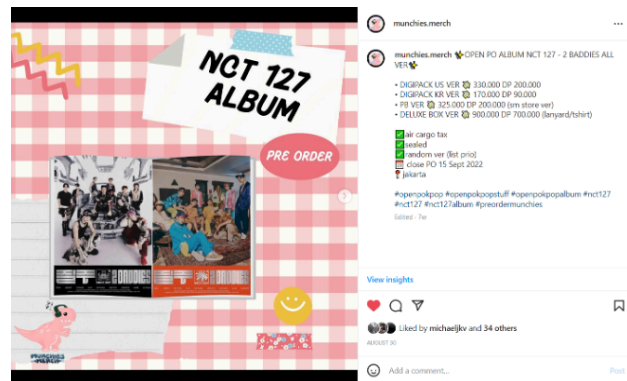 NCT 127
ALBUM
PRE ORDER
MUNCHIES
MERCH
munchies.merch
munchies.merch ✨OPEN PO ALBUM NCT 127 - 2 BADDIES ALL
VER✨
• DIGIPACK US VER 💸 330.000 DP 200.000
• DIGIPACK KR VER 💸 170.000 DP 90.000
• PB VER 💸 325.000 DP 200.000 (sm store ver)
• DELUXE BOX VER 💸 900.000 DP 700.000 (lanyard/tshirt)
✅air cargo tax
✅sealed
✅random ver (list prio)
🗓 close PO 15 Sept 2022
📍jakarta
#openpokpop #openpokpopstuff #openpokpopalbum #nct127
#nct127 #nct127album #preordermunchies
Edited · 7w
View insights
Liked by michaeljkv and 34 others
AUGUST 30
Add a comment...
Post